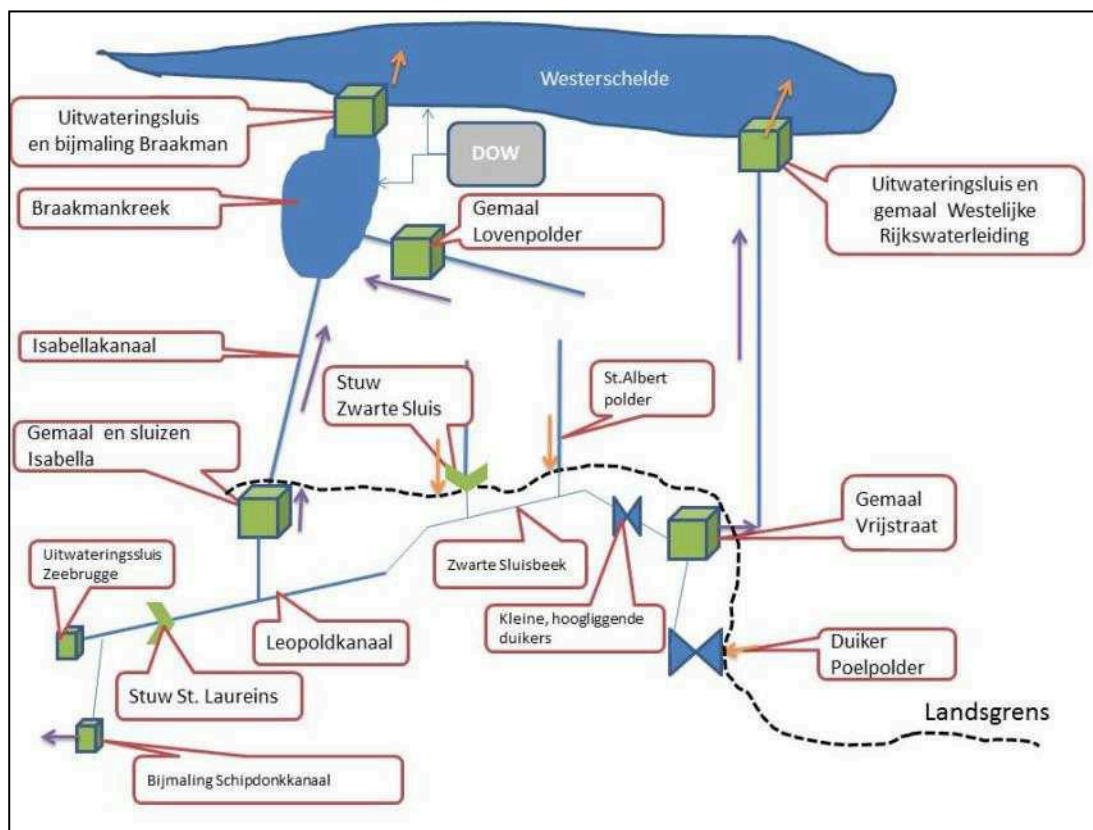 Westerschelde
Uitwateringsluis
en bijmaling Braakman
DOW
Braakmankreek
Gemaal
Lovenpolder
Uitwateringsluis en
gemaal Westelijke
Rijkswaterleiding
Isabellakanaal
Stuw
Zwarte Sluis
St.Albert
polder
Gemaal en sluizen
Isabella
Gemaal
Vrijstraat
Uitwateringssluis
Zeebrugge
Zwarte Sluisbeek
Kleine, hoogliggende
duikers
Leopoldkanaal
Duiker
Poelpolder
Stuw St. Laureins
Landsgrens
Bijmaling Schipdonkkanaal